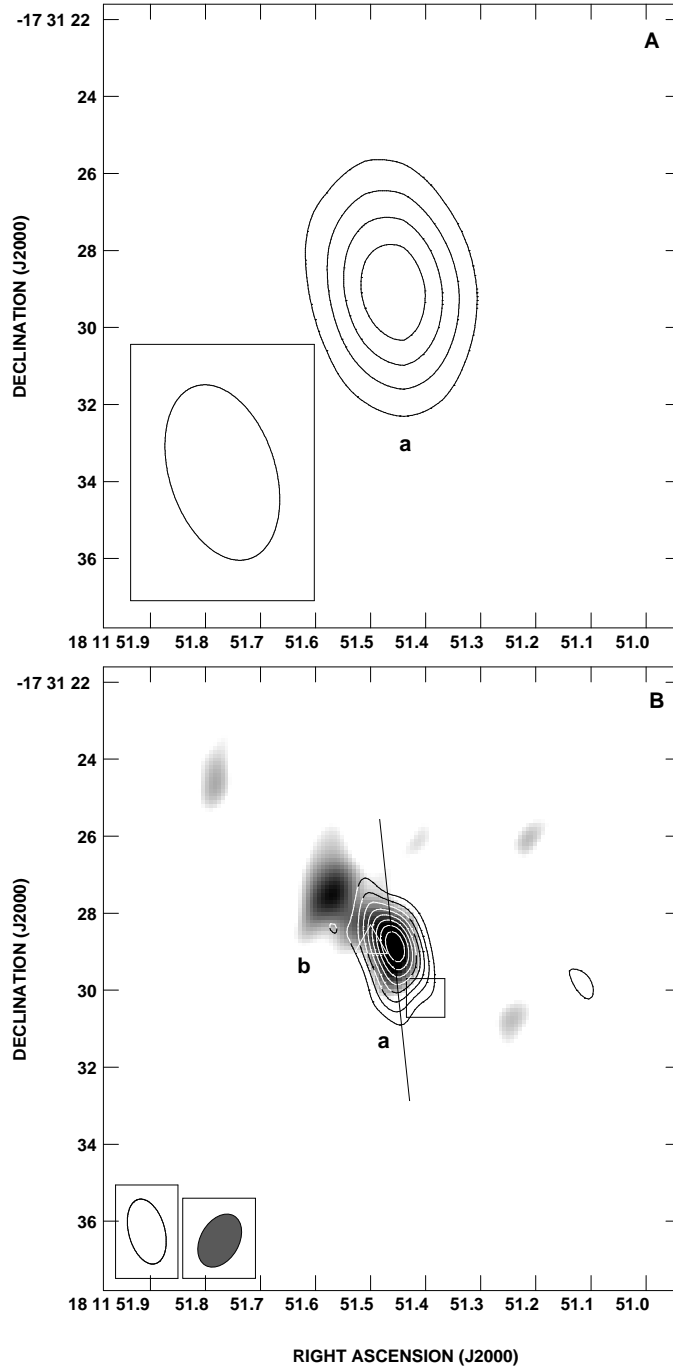 -17 31 22
A
24
26
28
DECLINATION (J2000)
30
32
a
34
36
18 11 51.9 51.8 51.7 51.6 51.5 51.4 51.3 51.2 51.1 51.0
-17 31 22
B
24
26
28
b
DECLINATION (J2000)
30
a
32
34
36
18 11 51.9 51.8 51.7 51.6 51.5 51.4 51.3 51.2 51.1 51.0
RIGHT ASCENSION (J2000)